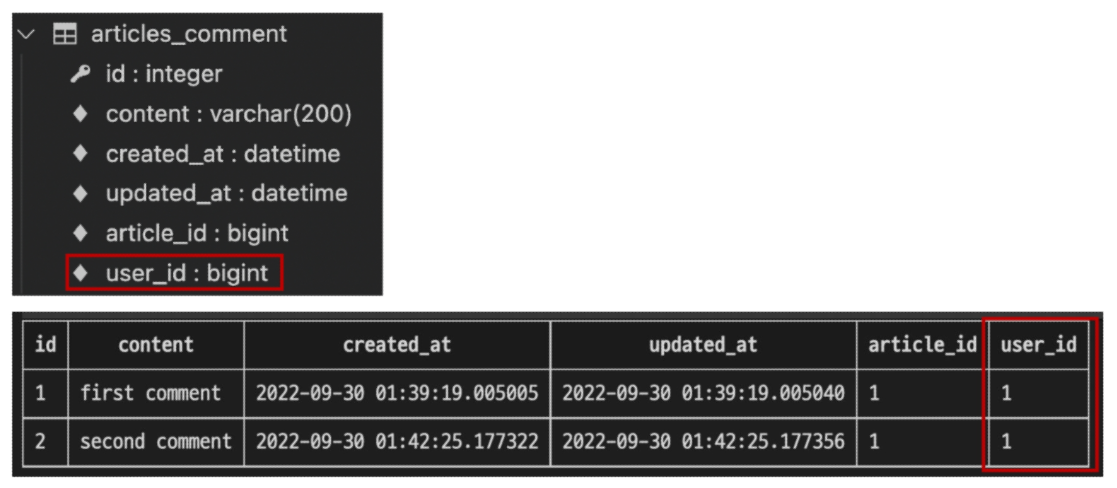 articles_comment
id : integer
content : varchar(200)
created_at : datetime
updated_at : datetime
article_id : bigint
user_id : bigint
id content created_at updated_at article_id user_id
1 first comment 2022-09-30 01:39:19.005005 2022-09-30 01:39:19.005040 1 1
2 second comment 2022-09-30 01:42:25.177322 2022-09-30 01:42:25.177356 1 1